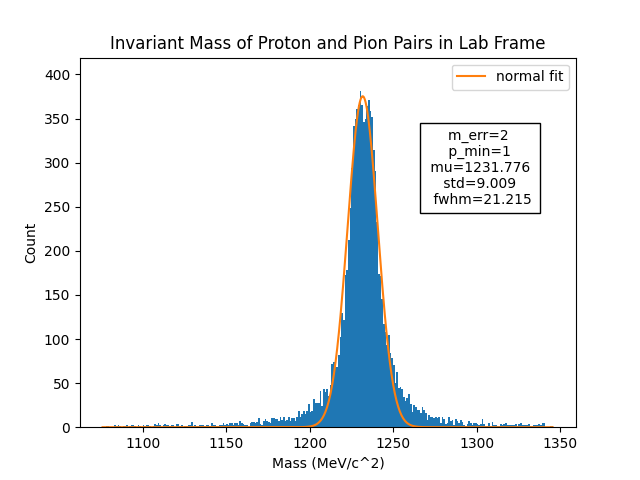 Invariant Mass of Proton and Pion Pairs in Lab Frame
normal fit
m_err=2
p_min=1
mu=1231.776
std=9.009
fwhm=21.215
Count
400
350
300
250
200
150
100
50
0
1100 1150 1200 1250 1300 1350
Mass (MeV/c^2)